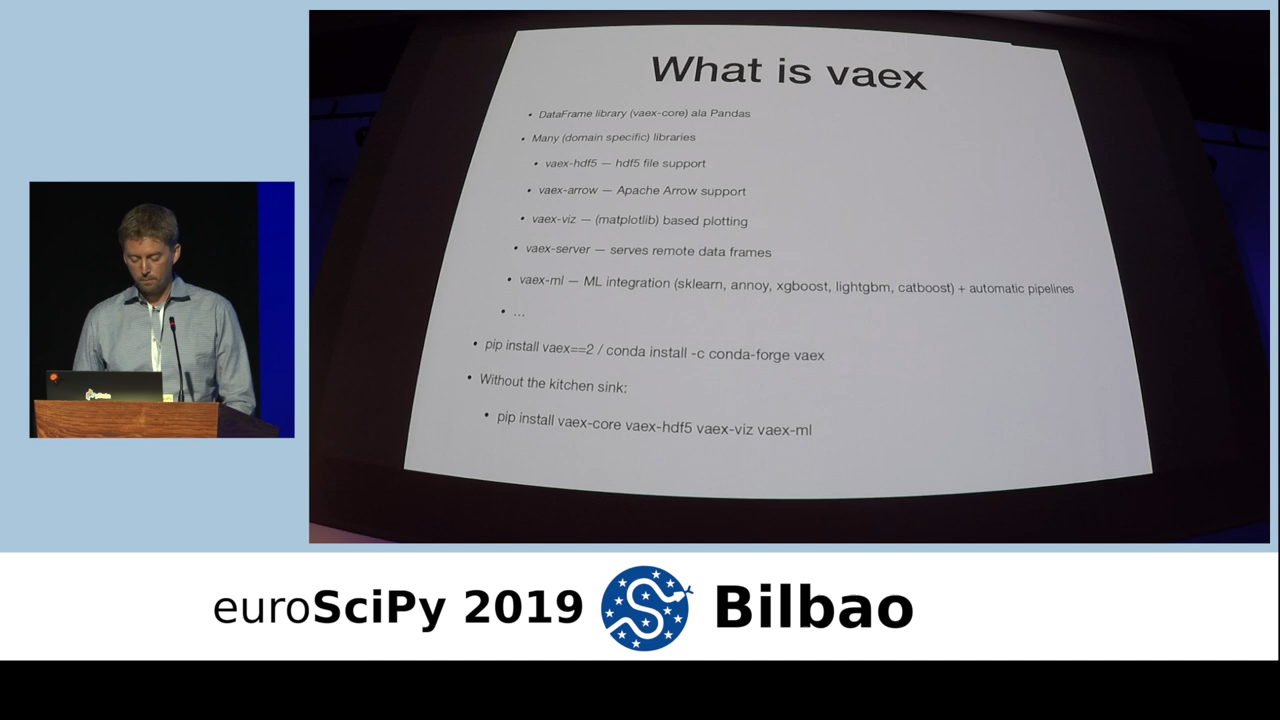 What is vaex
• DataFrame library (vaex-core) ala Pandas
• Many (domain specific) libraries
• vaex-hdf5 — hdf5 file support
• vaex-arrow — Apache Arrow support
• vaex-viz — (matplotlib) based plotting
• vaex-server — serves remote data frames
• vaex-ml — ML integration (sklearn, annoy, xgboost, lightgbm, catboost) + automatic pipelines
• ...
• pip install vaex==2 / conda install -c conda-forge vaex
• Without the kitchen sink:
• pip install vaex-core vaex-hdf5 vaex-viz vaex-ml
euroSciPy 2019 Bilbao